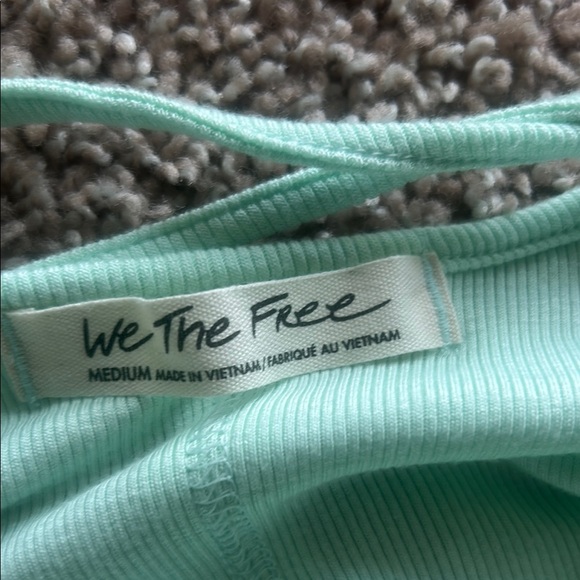 We The Free
MEDIUM MADE IN VIETNAM/FABRIQUÉ AU VIETNAM